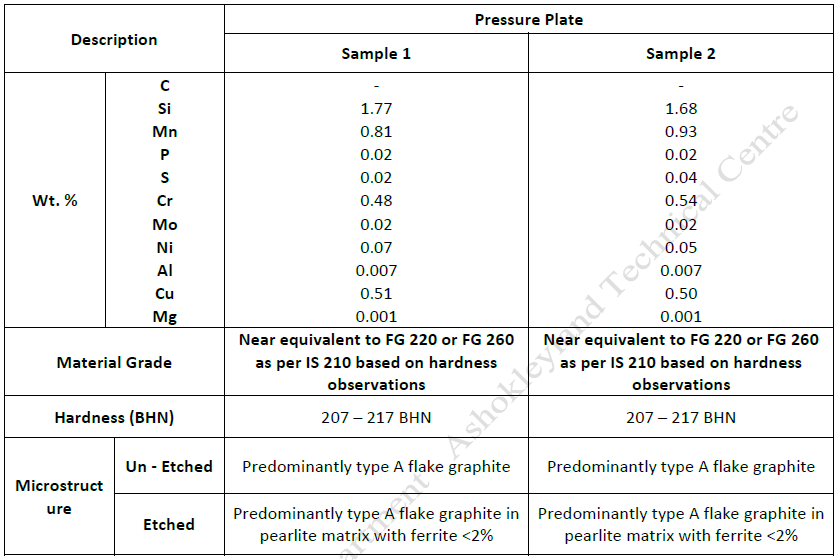 Description
Pressure Plate
Sample 1 Sample 2
Wt. %
C - -
Si 1.77 1.68
Mn 0.81 0.93
P 0.02 0.02
S 0.02 0.04
Cr 0.48 0.54
Mo 0.02 0.02
Ni 0.07 0.05
Al 0.007 0.007
Cu 0.51 0.50
Mg 0.001 0.001
Material Grade
Near equivalent to FG 220 or FG 260
as per IS 210 based on hardness
observations
Near equivalent to FG 220 or FG 260
as per IS 210 based on hardness
observations
Hardness (BHN) 207 – 217 BHN 207 – 217 BHN
Microstruct
ure
Un - Etched Predominantly type A flake graphite Predominantly type A flake graphite
Etched
Predominantly type A flake graphite in
pearlite matrix with ferrite <2%
Predominantly type A flake graphite in
pearlite matrix with ferrite <2%
Ashokleyland Technical Centre